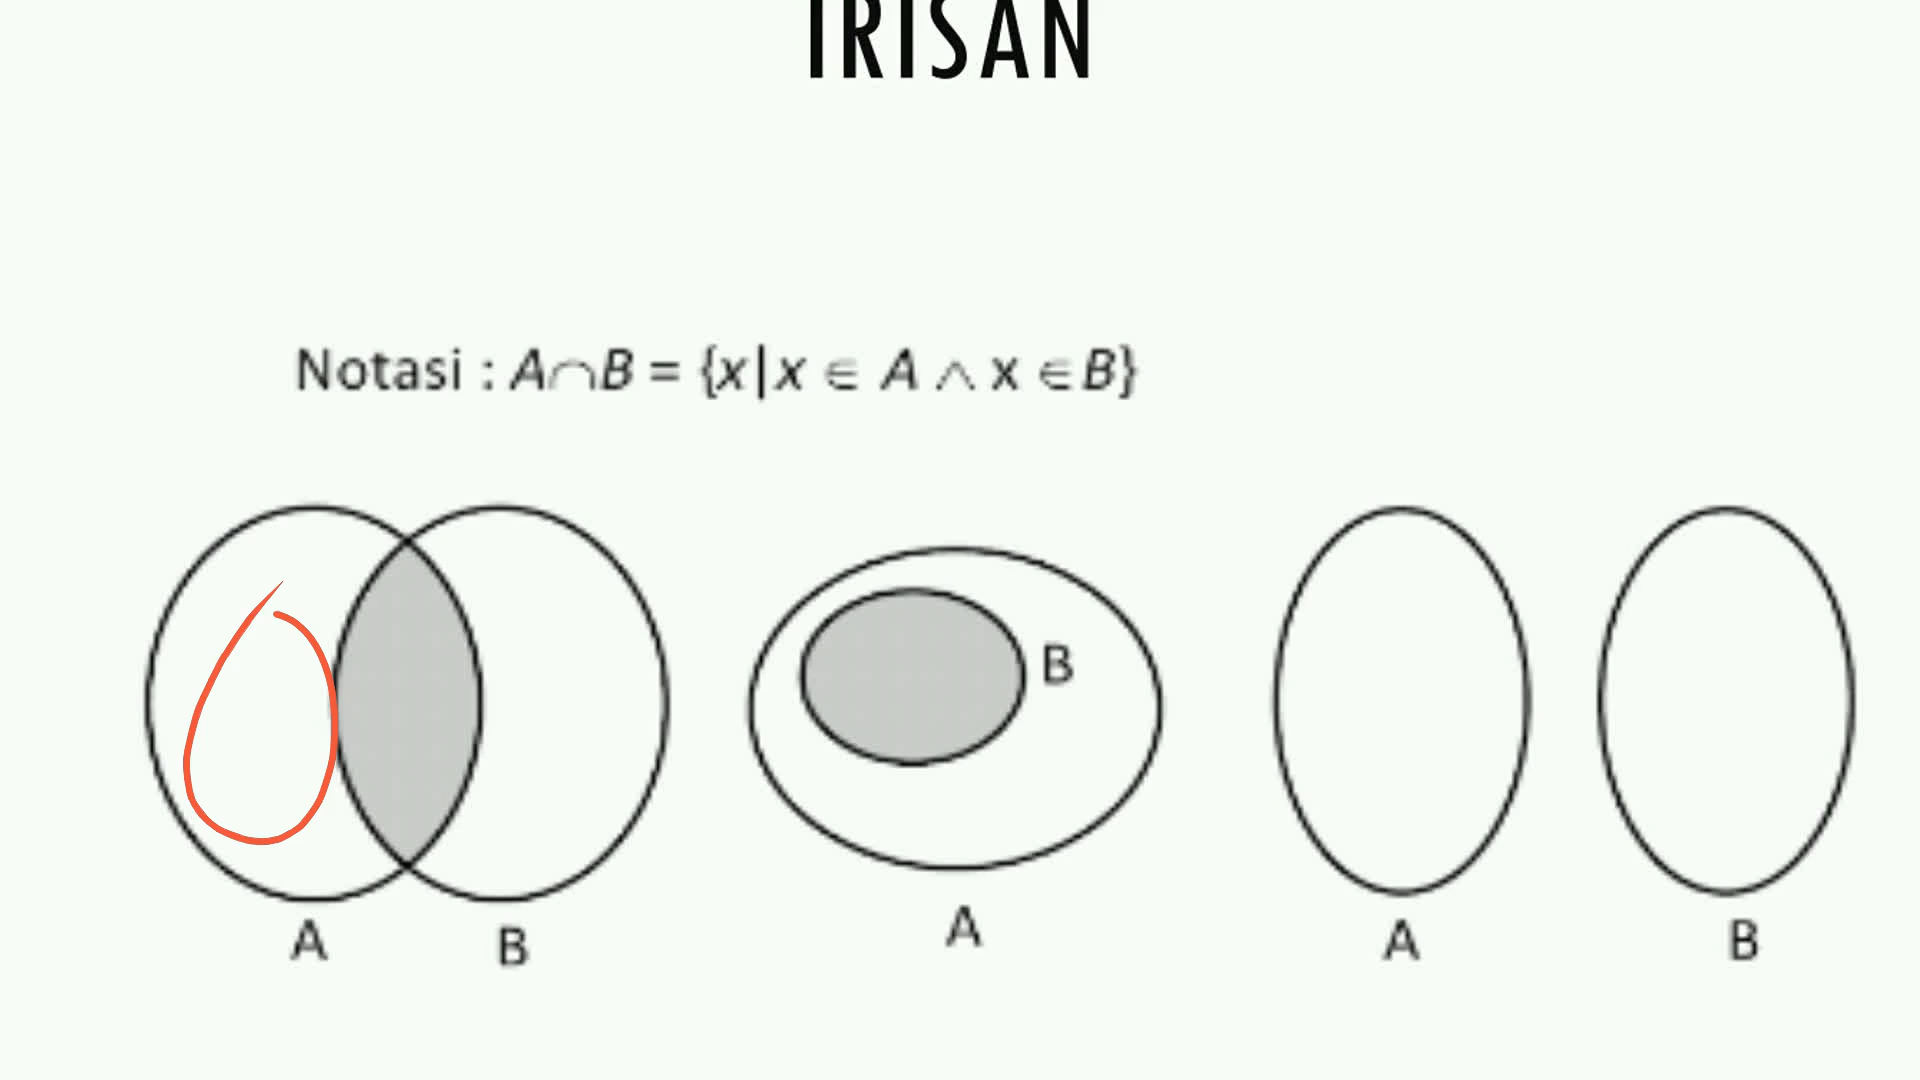 IRISAN
Notasi : A∩B = {x|x ∈ A ∧ x ∈ B}
B
A B A A B